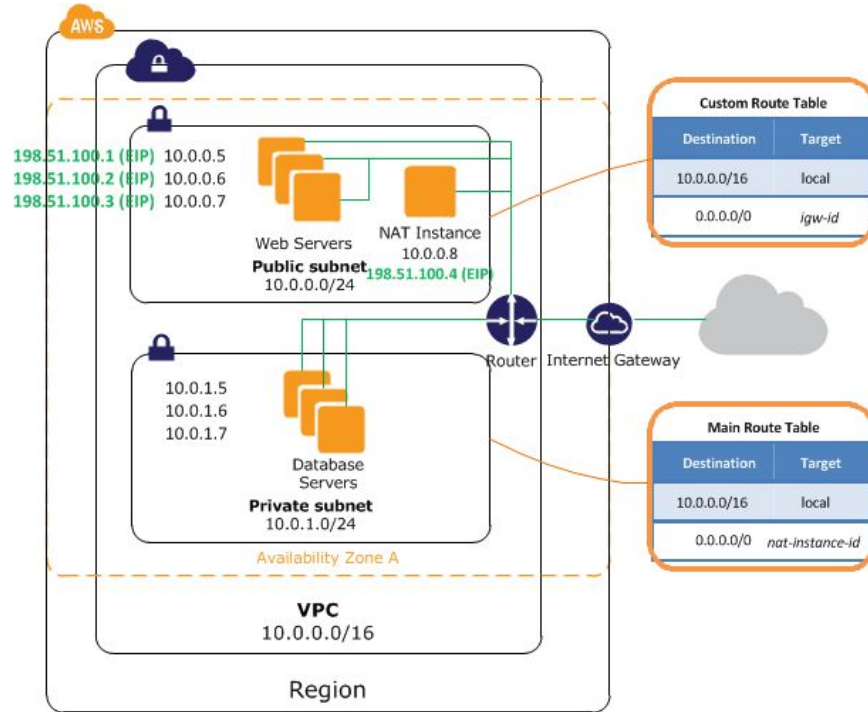 AWS
198.51.100.1 (EIP) 10.0.0.5
198.51.100.2 (EIP) 10.0.0.6
198.51.100.3 (EIP) 10.0.0.7
Web Servers
NAT Instance
10.0.0.8
198.51.100.4 (EIP)
Public subnet
10.0.0.0/24
Router
Internet Gateway
10.0.1.5
10.0.1.6
10.0.1.7
Database
Servers
Private subnet
10.0.1.0/24
Availability Zone A
VPC
10.0.0.0/16
Region
Custom Route Table
Destination Target
10.0.0.0/16 local
0.0.0.0/0 igw-id
Main Route Table
Destination Target
10.0.0.0/16 local
0.0.0.0/0 nat-instance-id